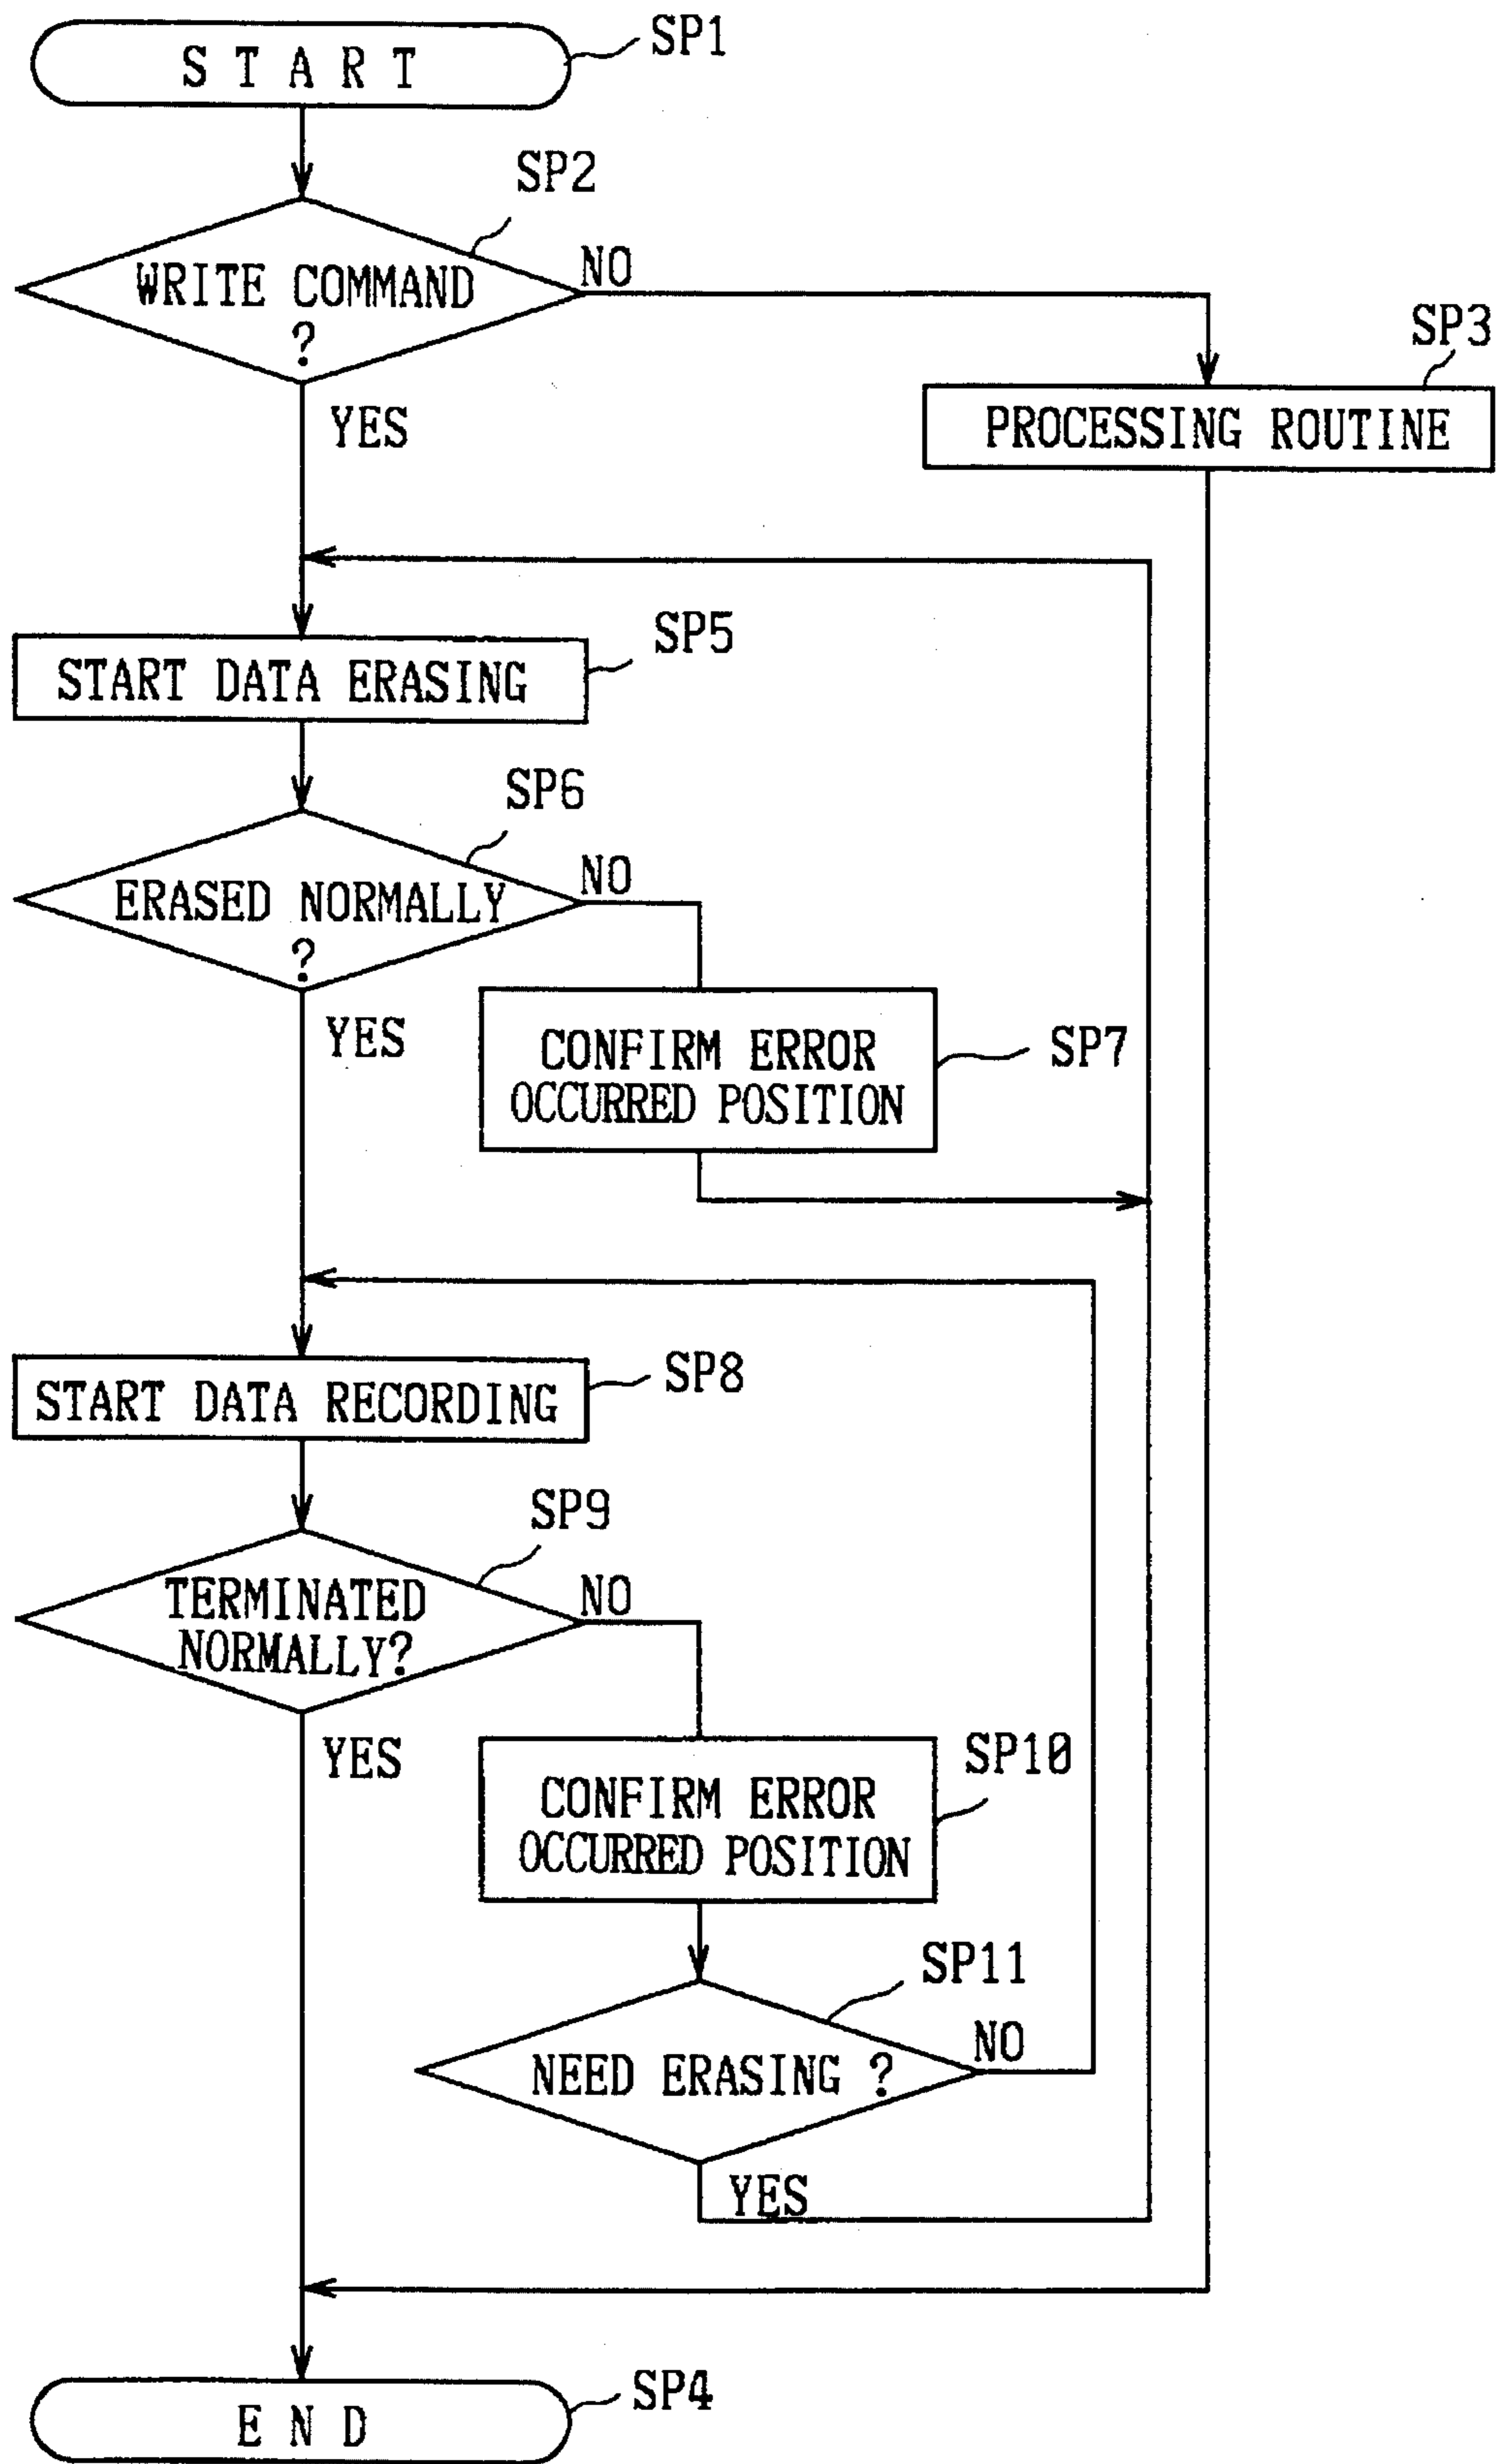 S T A R T
SP1
SP2
WRITE COMMAND
?
NO
YES
SP3
PROCESSING ROUTINE
SP5
START DATA ERASING
SP6
ERASED NORMALLY
?
NO
YES
CONFIRM ERROR
OCCURRED POSITION
SP7
START DATA RECORDING
SP8
SP9
TERMINATED
NORMALLY?
NO
YES
CONFIRM ERROR
OCCURRED POSITION
SP10
SP11
NEED ERASING ?
NO
YES
E N D
SP4